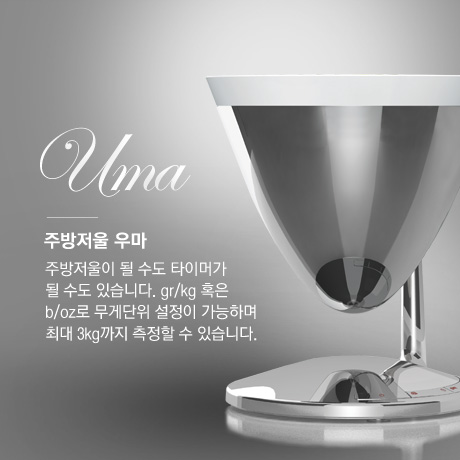 Uma
주방저울 우마
주방저울이 될 수도 타이머가
될 수도 있습니다. gr/kg 혹은
b/oz로 무게단위 설정이 가능하며
최대 3kg까지 측정할 수 있습니다.